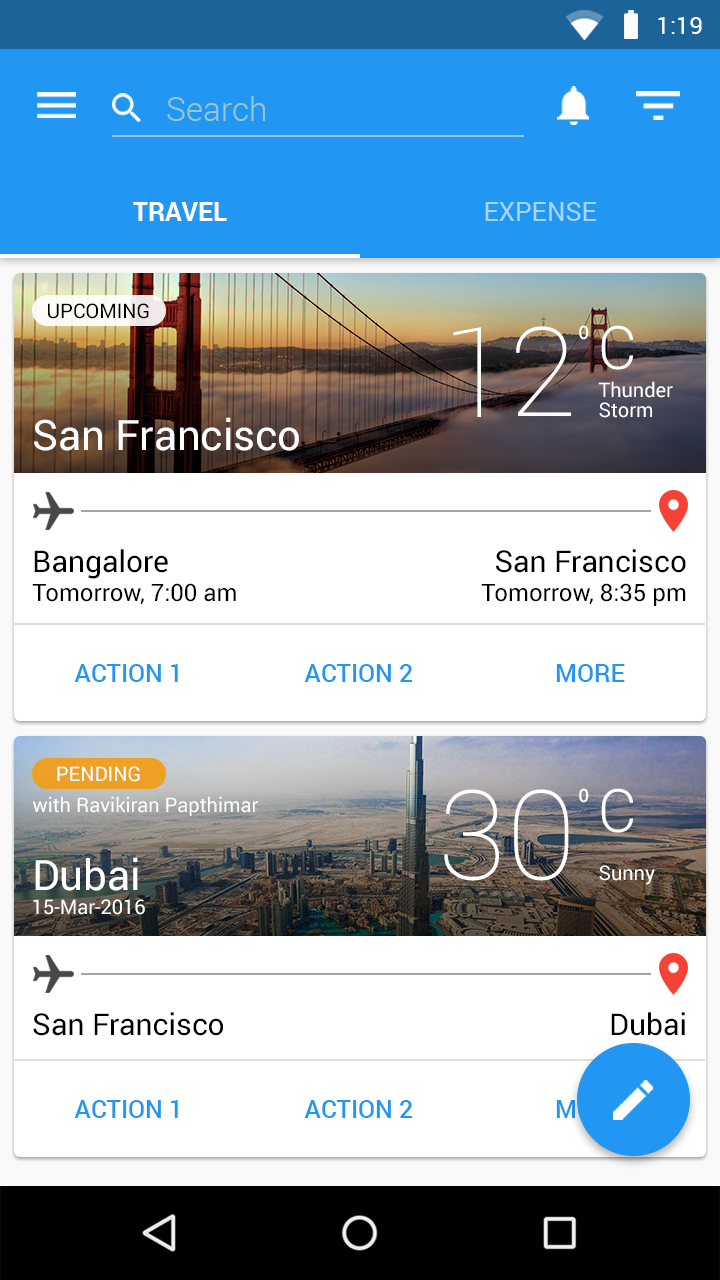 1:19
Search
TRAVEL
EXPENSE
UPCOMING
12° C
Thunder
Storm
San Francisco
Bangalore
San Francisco
Tomorrow, 7:00 am
Tomorrow, 8:35 pm
ACTION 1
ACTION 2
MORE
PENDING
with Ravikiran Papthimar
30° C
Sunny
Dubai
15-Mar-2016
San Francisco
Dubai
ACTION 1
ACTION 2